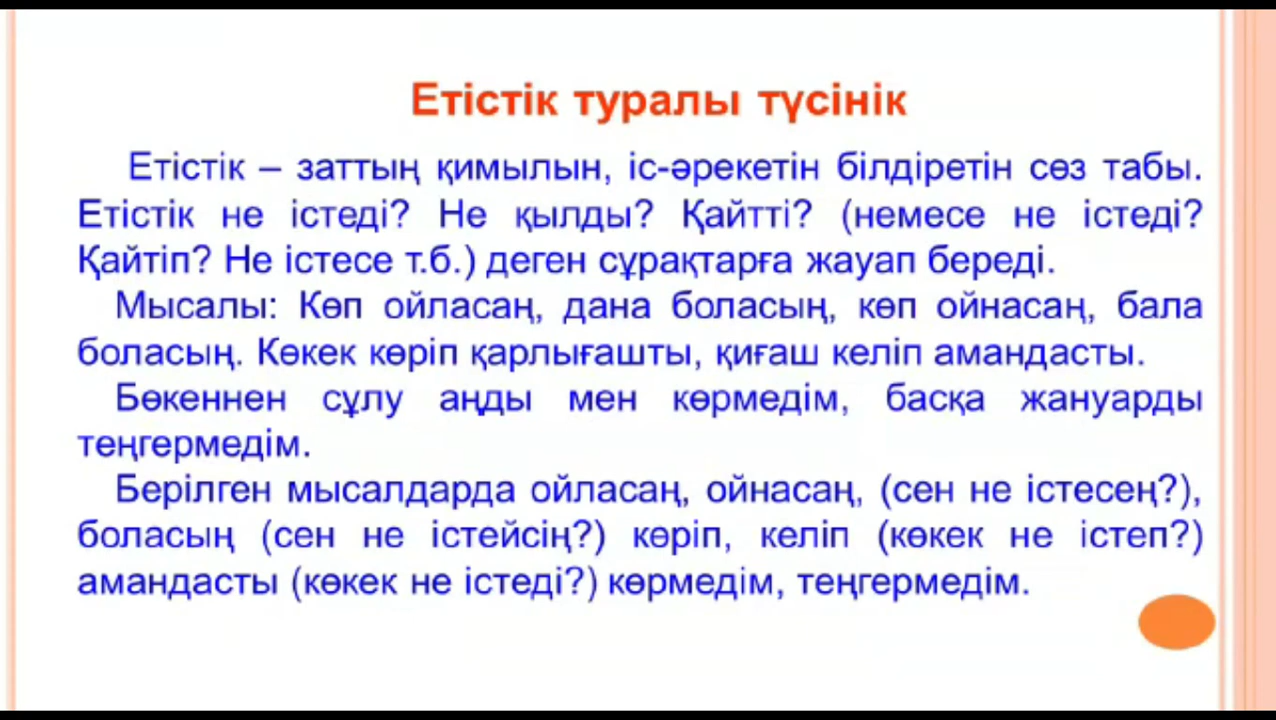 Етістік туралы түсінік
Етістік – заттың қимылын, іс-әрекетін білдіретін сөз табы.
Етістік не істеді? Не қылды? Қайтті? (немесе не істеді?
Қайтіп? Не істесе т.б.) деген сұрақтарға жауап береді.
Мысалы: Көп ойласаң, дана боласың, көп ойнасаң, бала
боласың. Көкек көріп қарлығашты, қиғаш келіп амандасты.
Бөкеннен сұлу аңды мен көрмедім, басқа жануарды
теңгермедім.
Берілген мысалдарда ойласаң, ойнасаң, (сен не істесең?),
боласың (сен не істейсің?) көріп, келіп (көкек не істеп?)
амандасты (көкек не істеді?) көрмедім, теңгермедім.